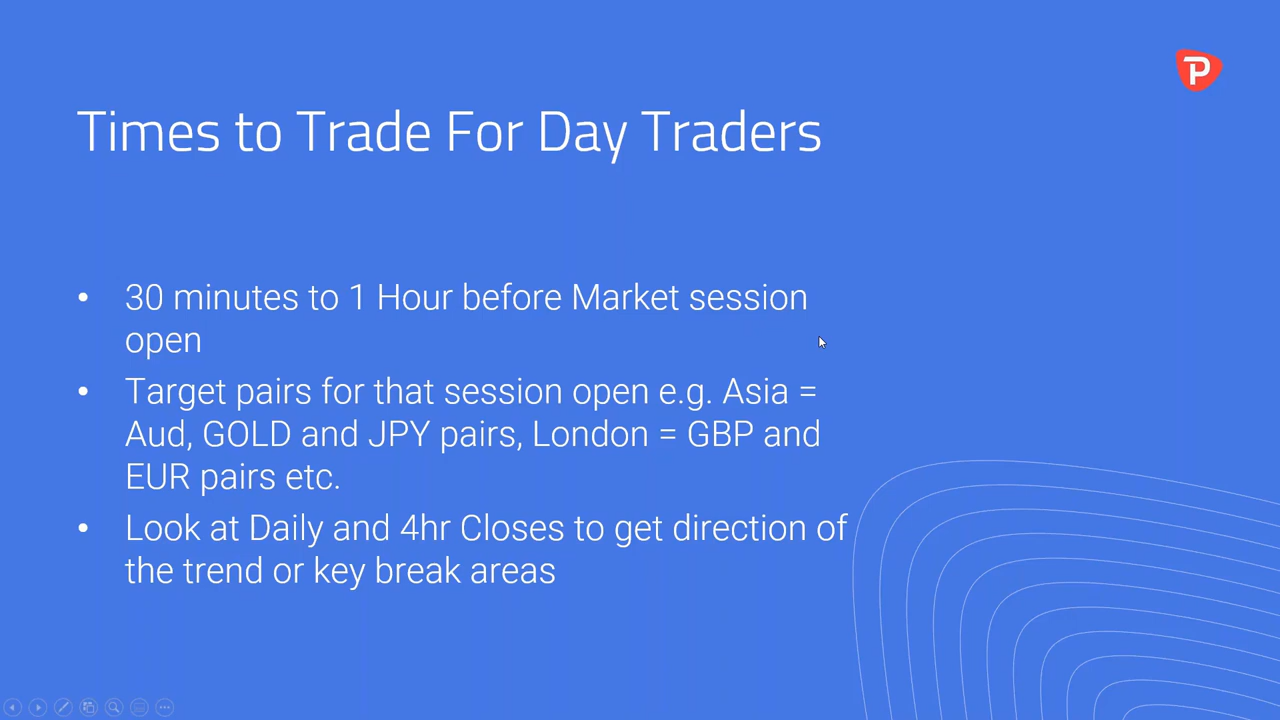 P
Times to Trade For Day Traders
• 30 minutes to 1 Hour before Market session
open
• Target pairs for that session open e.g. Asia =
Aud, GOLD and JPY pairs, London = GBP and
EUR pairs etc.
• Look at Daily and 4hr Closes to get direction of
the trend or key break areas